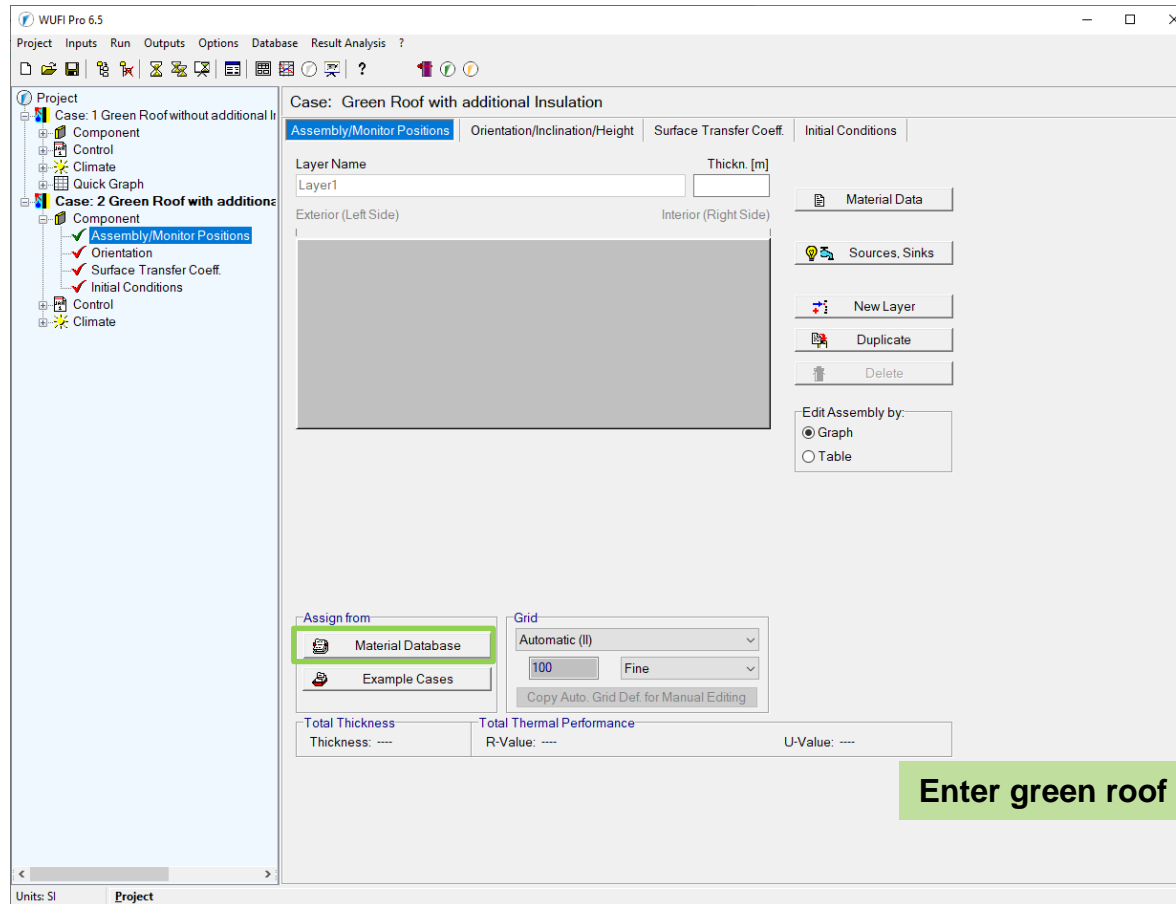 WUFI Pro 6.5
Project Inputs Run Outputs Options Database Result Analysis ?
Project
Case: 1 Green Roof without additional I
Component
Control
Climate
Quick Graph
Case: 2 Green Roof with additiona
Component
Assembly/Monitor Positions
Orientation
Surface Transfer Coeff.
Initial Conditions
Control
Climate
Case: Green Roof with additional Insulation
Assembly/Monitor Positions Orientation/Inclination/Height Surface Transfer Coeff. Initial Conditions
Layer Name Thickn. [m]
Layer1
Exterior (Left Side) Interior (Right Side)
Material Data
Sources, Sinks
New Layer
Duplicate
Delete
Edit Assembly by:
Graph
Table
Assign from
Material Database
Example Cases
Grid
Automatic (II)
100 Fine
Copy Auto. Grid Def. for Manual Editing
Total Thickness Total Thermal Performance
Thickness: ---- R-Value: ---- U-Value: ----
Enter green roof
Units: SI Project